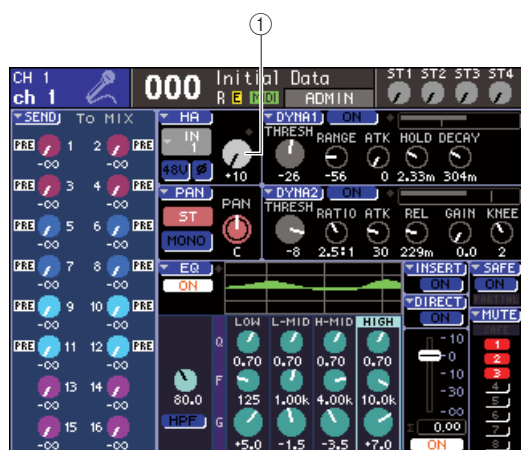 1
CH 1
ch 1
000 Initial Data
R E MIDI ADMIN
ST1 ST2 ST3 ST4
SEND To MIX
PRE 1 2 PRE
-∞ -∞
PRE 3 4 PRE
-∞ -∞
PRE 5 6 PRE
-∞ -∞
PRE 7 8 PRE
-∞ -∞
PRE 9 10 PRE
-∞ -∞
PRE 11 12 PRE
-∞ -∞
13 14
-∞ -∞
15 16
-∞ -∞
HA
IN
1
48V Ø
+10
PAN
ST
MONO
PAN
C
DYNA1 ON
THRESH RANGE ATK HOLD DECAY
-26 -56 0 2.33m 304m
DYNA2 ON
THRESH RATIO ATK REL GAIN KNEE
-8 2.5:1 30 229m 0.0 2
EQ
ON
LOW L-MID H-MID HIGH
Q 0.70 0.70 0.70 0.70
80.0
F 125 1.00k 4.00k 10.0k
HPF
G +5.0 -1.5 -3.5 +7.0
INSERT
ON
DIRECT
ON
-10
-0
-10
-30
-∞
Σ 0.00
ON
SAFE
ON
PARTIAL
MUTE
SAFE
1
2
3
4
5
6
7
8